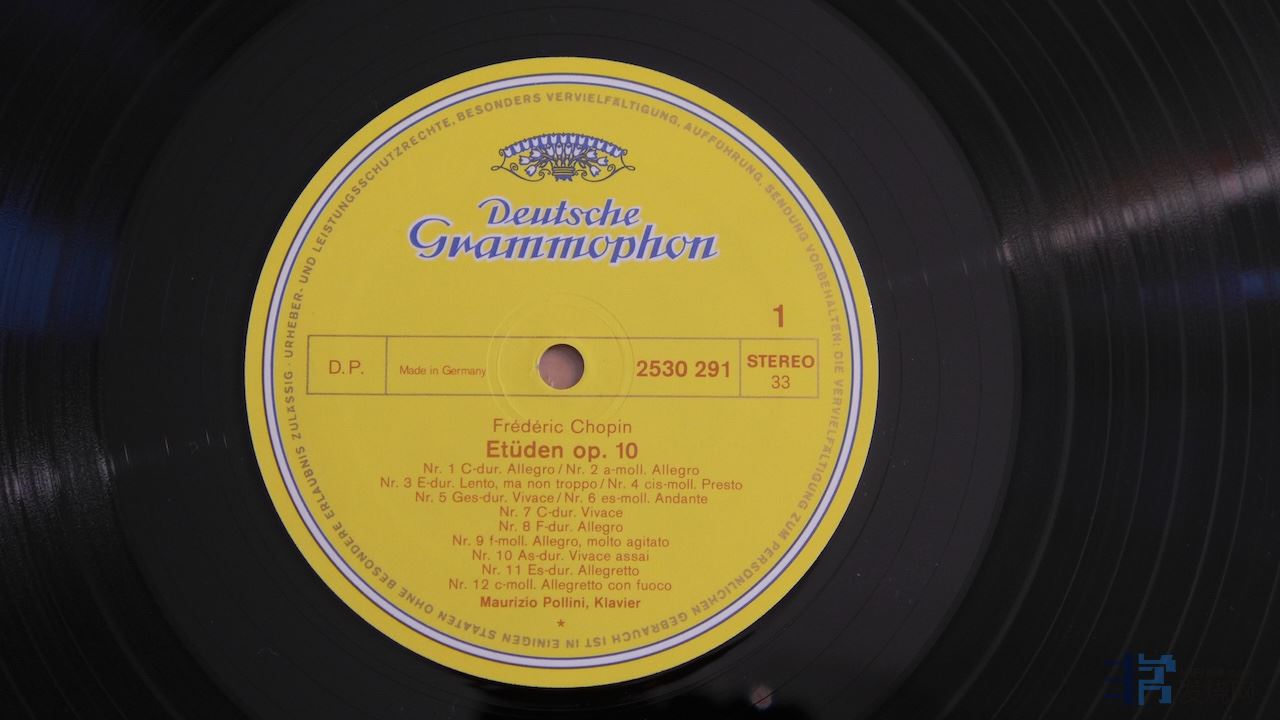 URHEBER- UND LEISTUNGSSCHUTZRECHTE, BESONDERS VERVIELFÄLTIGUNG, AUFFÜHRUNG, SENDUNG VORBEHALTEN! DIE VERVIELFÄLTIGUNG ZUM PERSÖNLICHEN GEBRAUCH IST IN EINIGEN STAATEN OHNE BESONDERE ERLAUBNIS ZULÄSSIG ·
Deutsche
Grammophon
1
D.P.
Made in Germany
2530 291
STEREO
33
Frédéric Chopin
Etüden op. 10
Nr. 1 C-dur. Allegro / Nr. 2 a-moll. Allegro
Nr. 3 E-dur. Lento, ma non troppo / Nr. 4 cis-moll. Presto
Nr. 5 Ges-dur. Vivace / Nr. 6 es-moll. Andante
Nr. 7 C-dur. Vivace
Nr. 8 F-dur. Allegro
Nr. 9 f-moll. Allegro, molto agitato
Nr. 10 As-dur. Vivace assai
Nr. 11 Es-dur. Allegretto
Nr. 12 c-moll. Allegretto con fuoco
Maurizio Pollini, Klavier
*